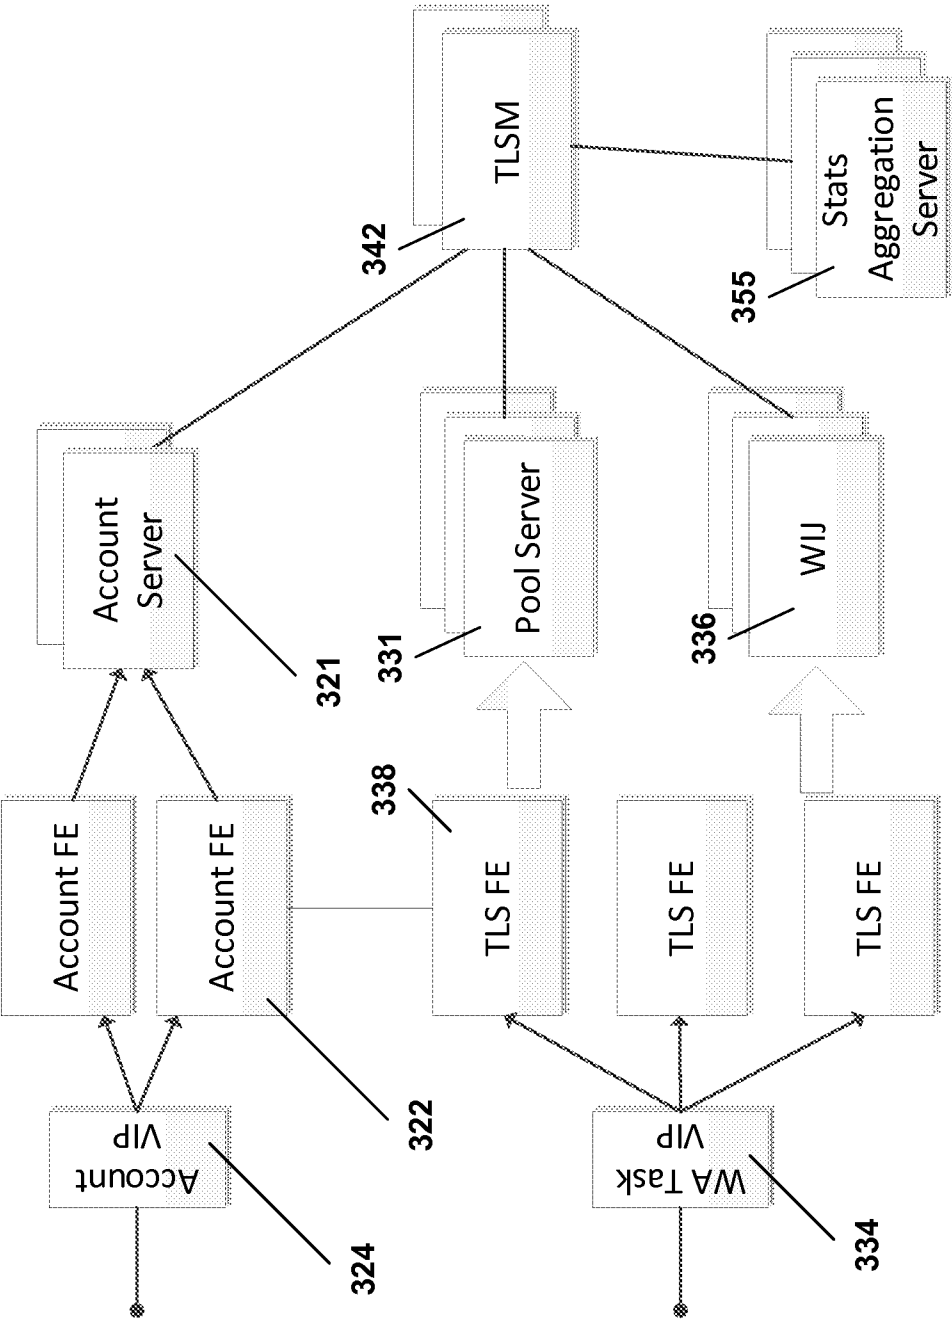 Account
VIP
324
Account FE
Account FE
322
Account
Server
321
WA Task
VIP
334
TLS FE
338
TLS FE
TLS FE
Pool Server
331
WIJ
336
TLSM
342
Stats
Aggregation
Server
355